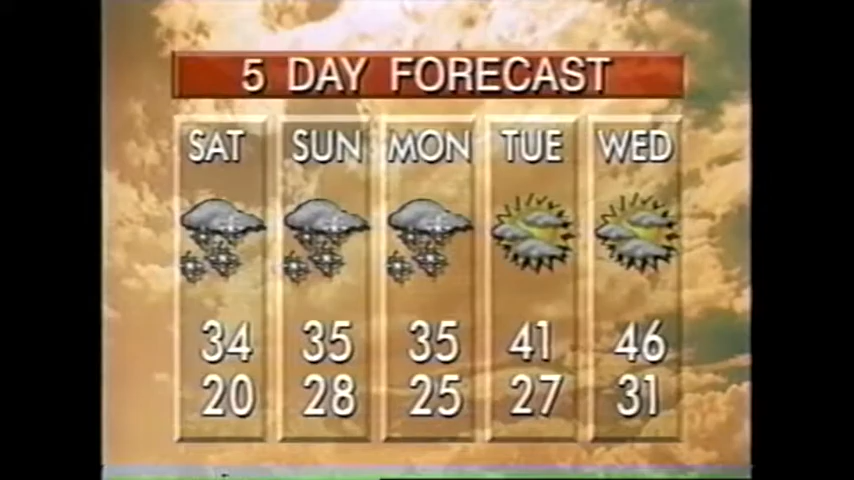 5 DAY FORECAST
SAT SUN MON TUE WED
34 35 35 41 46
20 28 25 27 31